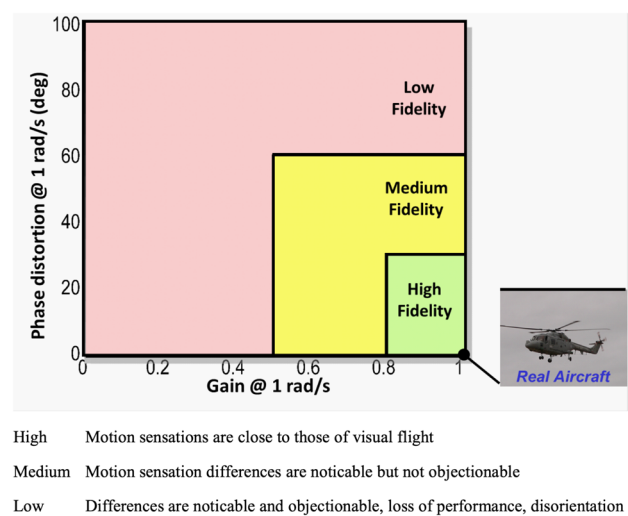 100
80
60
40
20
0
Phase distortion @ 1 rad/s (deg)
Low
Fidelity
Medium
Fidelity
High
Fidelity
0 0.2 0.4 0.6 0.8 1
Gain @ 1 rad/s
Real Aircraft
High Motion sensations are close to those of visual flight
Medium Motion sensation differences are noticable but not objectionable
Low Differences are noticable and objectionable, loss of performance, disorientation